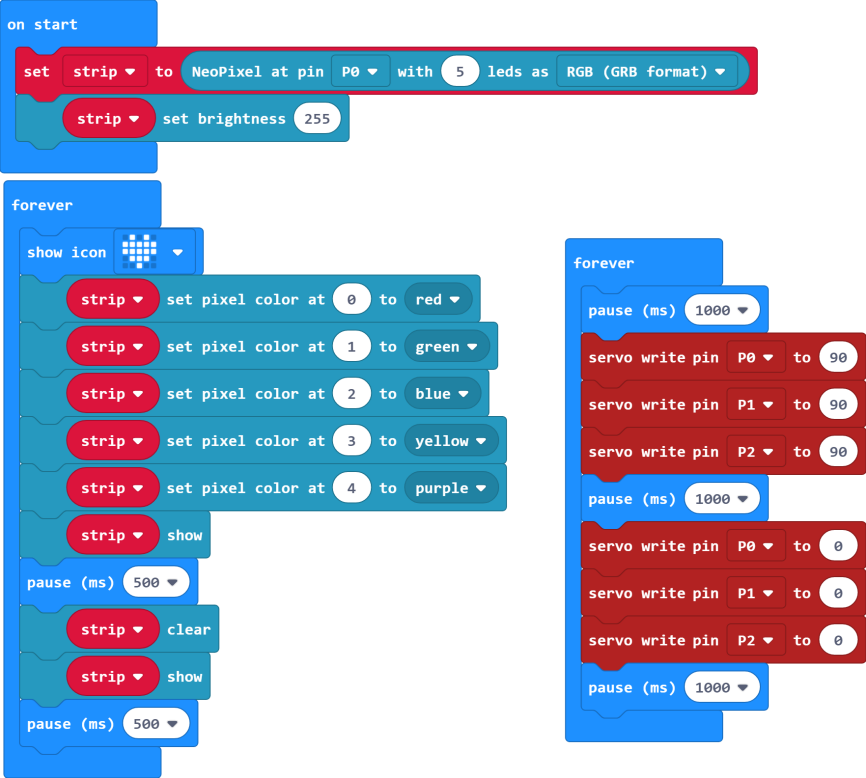 on start
set strip to NeoPixel at pin P0 with 5 leds as RGB (GRB format)
strip set brightness 255
forever
show icon
strip set pixel color at 0 to red
strip set pixel color at 1 to green
strip set pixel color at 2 to blue
strip set pixel color at 3 to yellow
strip set pixel color at 4 to purple
strip show
pause (ms) 500
strip clear
strip show
pause (ms) 500
forever
pause (ms) 1000
servo write pin P0 to 90
servo write pin P1 to 90
servo write pin P2 to 90
pause (ms) 1000
servo write pin P0 to 0
servo write pin P1 to 0
servo write pin P2 to 0
pause (ms) 1000